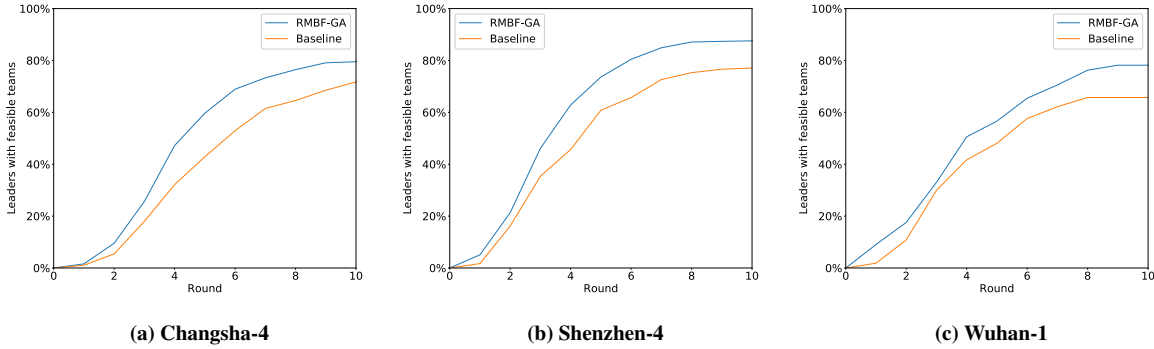 100%
80%
60%
40%
20%
0%
Leaders with feasible teams
RMBF-GA
Baseline
0 2 4 6 8 10
Round
(a) Changsha-4
100%
80%
60%
40%
20%
0%
Leaders with feasible teams
RMBF-GA
Baseline
0 2 4 6 8 10
Round
(b) Shenzhen-4
100%
80%
60%
40%
20%
0%
Leaders with feasible teams
RMBF-GA
Baseline
0 2 4 6 8 10
Round
(c) Wuhan-1